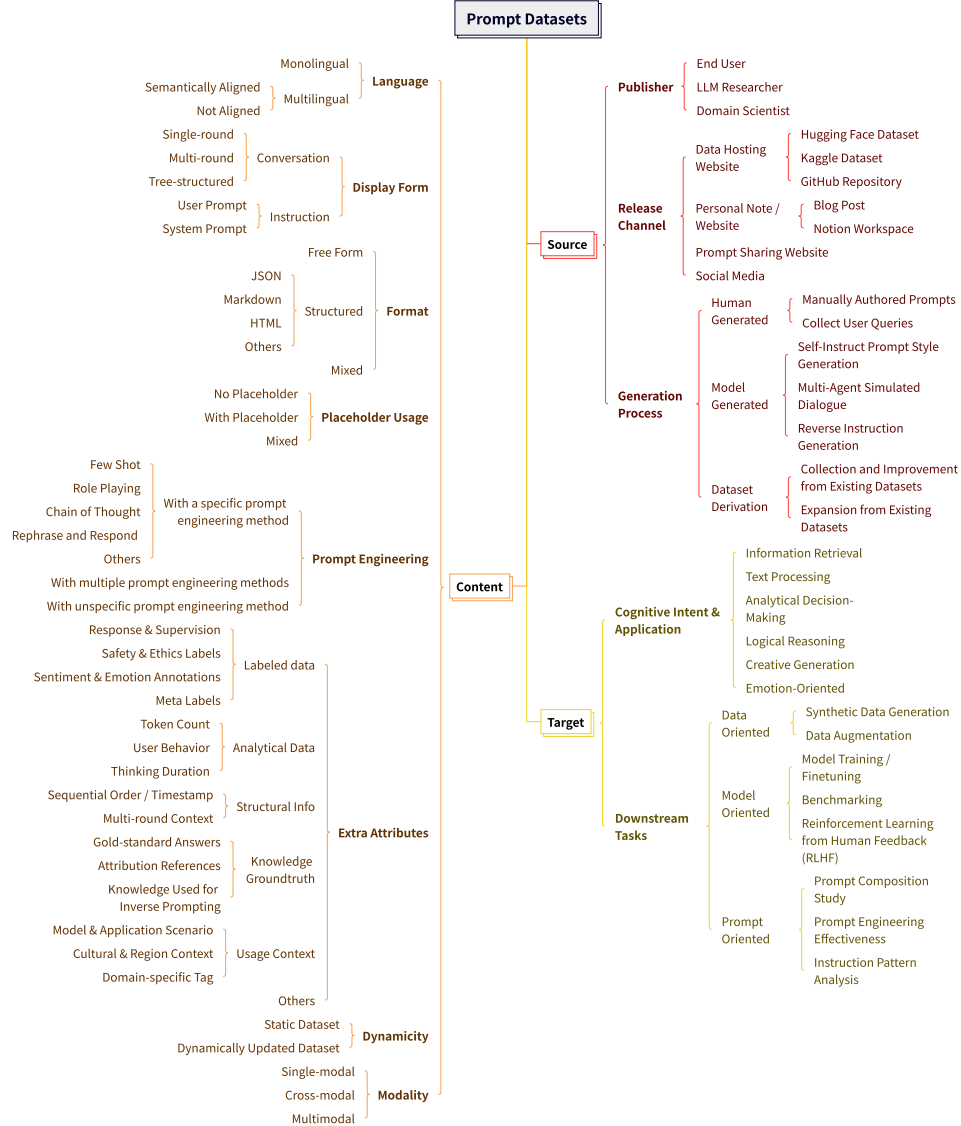 Prompt Datasets
Monolingual
Language
Semantically Aligned
Multilingual
Not Aligned
Single-round
Multi-round
Conversation
Tree-structured
Display Form
User Prompt
Instruction
System Prompt
Free Form
JSON
Markdown
Structured
Format
HTML
Others
Mixed
No Placeholder
With Placeholder
Placeholder Usage
Mixed
Few Shot
Role Playing
With a specific prompt
engineering method
Chain of Thought
Rephrase and Respond
Others
Prompt Engineering
With multiple prompt engineering methods
With unspecific prompt engineering method
Content
Response & Supervision
Safety & Ethics Labels
Labeled data
Sentiment & Emotion Annotations
Meta Labels
Token Count
User Behavior
Analytical Data
Thinking Duration
Sequential Order / Timestamp
Structural Info
Multi-round Context
Extra Attributes
Gold-standard Answers
Attribution References
Knowledge
Groundtruth
Knowledge Used for
Inverse Prompting
Model & Application Scenario
Cultural & Region Context
Usage Context
Domain-specific Tag
Others
Static Dataset
Dynamicity
Dynamically Updated Dataset
Single-modal
Cross-modal
Modality
Multimodal
End User
Publisher
LLM Researcher
Domain Scientist
Data Hosting
Website
Hugging Face Dataset
Kaggle Dataset
GitHub Repository
Release
Channel
Personal Note /
Website
Blog Post
Notion Workspace
Source
Prompt Sharing Website
Social Media
Human
Generated
Manually Authored Prompts
Collect User Queries
Self-Instruct Prompt Style
Generation
Model
Generated
Multi-Agent Simulated
Dialogue
Generation
Process
Reverse Instruction
Generation
Dataset
Derivation
Collection and Improvement
from Existing Datasets
Expansion from Existing
Datasets
Information Retrieval
Text Processing
Cognitive Intent &
Application
Analytical Decision-
Making
Logical Reasoning
Creative Generation
Emotion-Oriented
Target
Data
Oriented
Synthetic Data Generation
Data Augmentation
Model Training /
Finetuning
Model
Oriented
Benchmarking
Downstream
Tasks
Reinforcement Learning
from Human Feedback
(RLHF)
Prompt Composition
Study
Prompt
Oriented
Prompt Engineering
Effectiveness
Instruction Pattern
Analysis